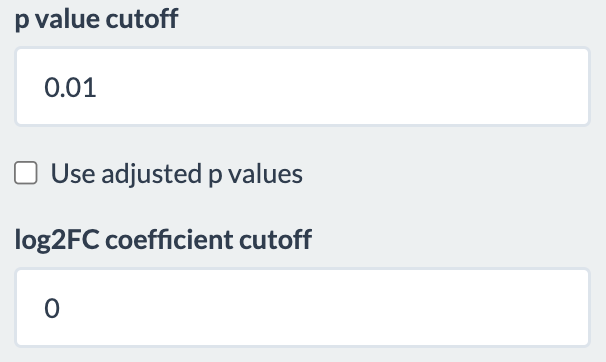 p value cutoff
0.01
Use adjusted p values
log2FC coefficient cutoff
0